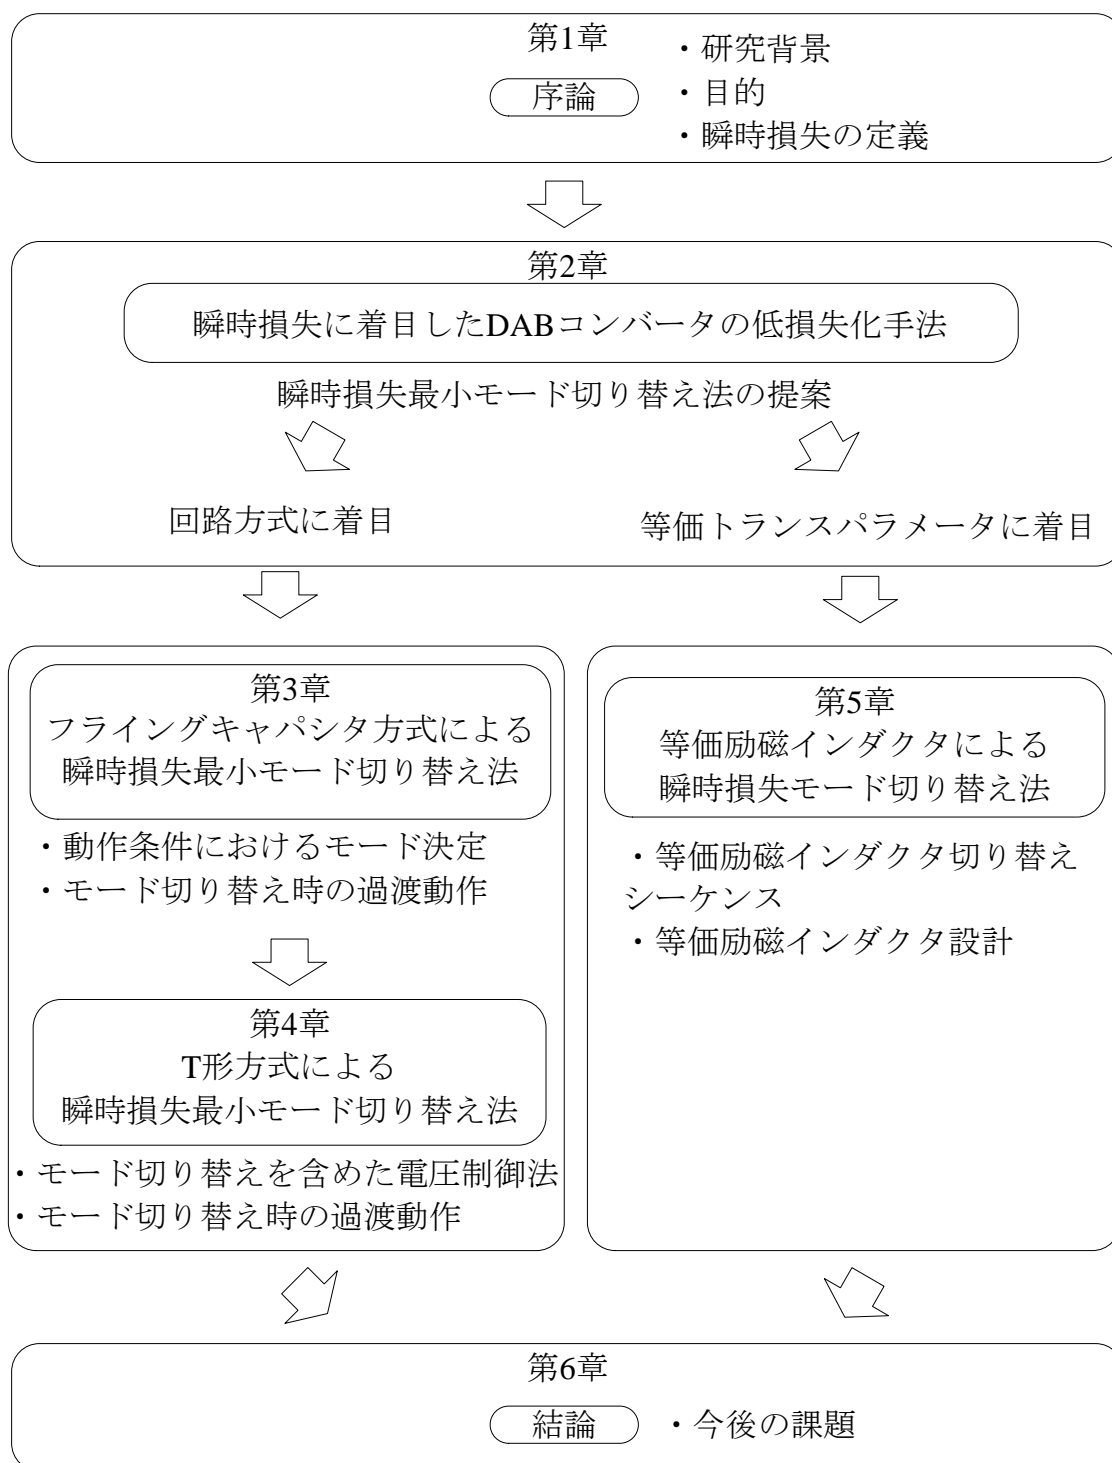 第1章
序論
・研究背景
・目的
・瞬時損失の定義
第2章
瞬時損失に着目したDABコンバータの低損失化手法
瞬時損失最小モード切り替え法の提案
回路方式に着目
等価トランスパラメータに着目
第3章
フライングキャパシタ方式による
瞬時損失最小モード切り替え法
・動作条件におけるモード決定
・モード切り替え時の過渡動作
第4章
T形方式による
瞬時損失最小モード切り替え法
・モード切り替えを含めた電圧制御法
・モード切り替え時の過渡動作
第5章
等価励磁インダクタによる
瞬時損失モード切り替え法
・等価励磁インダクタ切り替え
シーケンス
・等価励磁インダクタ設計
第6章
結論
・今後の課題